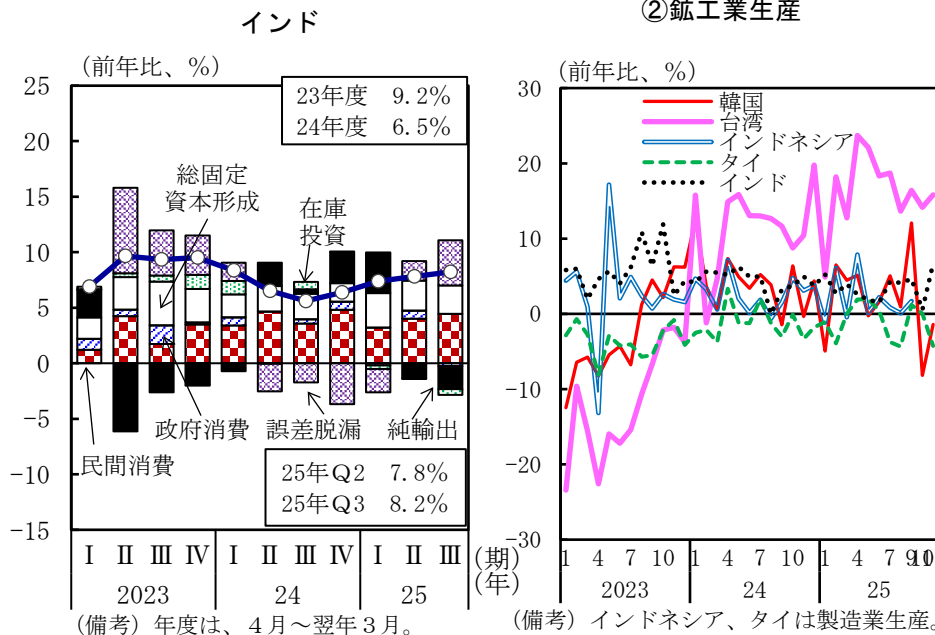 インド
(前年比、%)
23年度 9.2%
24年度 6.5%
総固定
資本形成
在庫
投資
政府消費
誤差脱漏
純輸出
民間消費
25年Q2 7.8%
25年Q3 8.2%
25
20
15
10
5
0
−5
−10
−15
Ⅰ Ⅱ Ⅲ Ⅳ Ⅰ Ⅱ Ⅲ Ⅳ Ⅰ Ⅱ Ⅲ (期)
2023 24 25 (年)
(備考)年度は、4月~翌年3月。
②鉱工業生産
(前年比、%)
韓国
台湾
インドネシア
タイ
インド
30
20
10
0
−10
−20
−30
1 4 7 10 1 4 7 10 1 4 7 9 11
2023 24 25
(備考)インドネシア、タイは製造業生産。